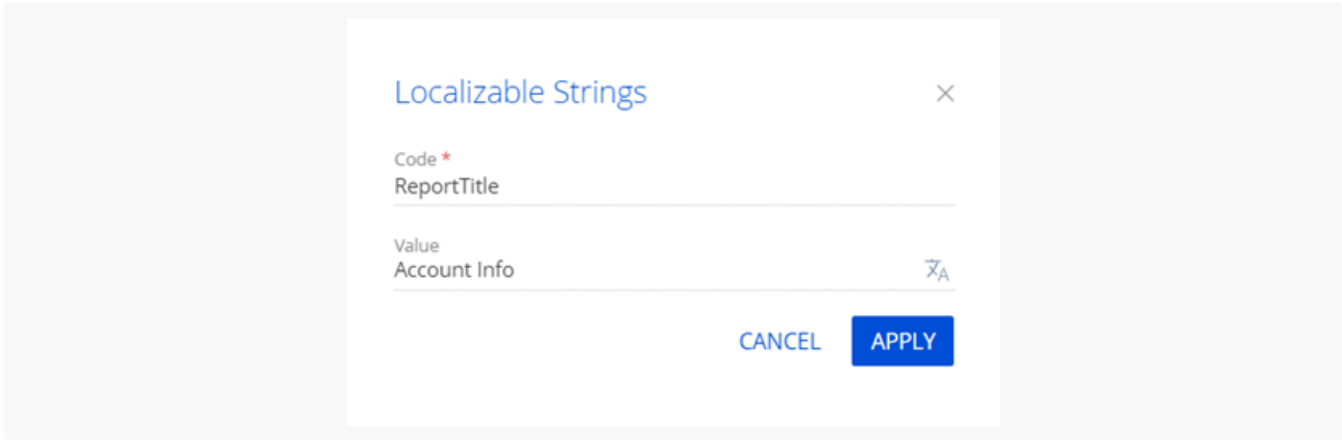 Localizable Strings
Code *
ReportTitle
Value
Account Info
CANCEL APPLY